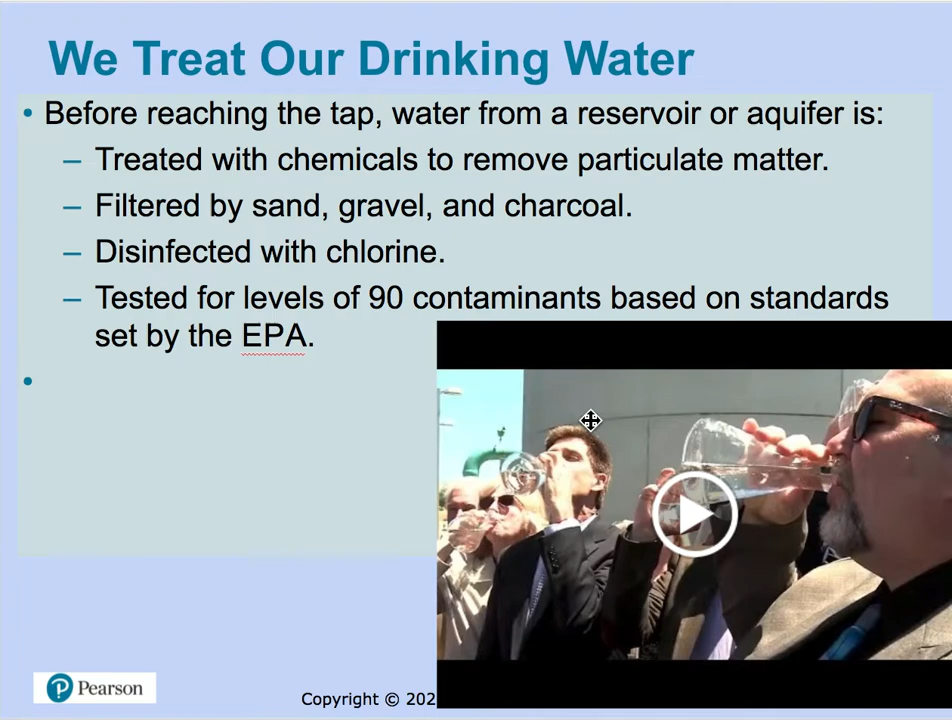 We Treat Our Drinking Water
• Before reaching the tap, water from a reservoir or aquifer is:
– Treated with chemicals to remove particulate matter.
– Filtered by sand, gravel, and charcoal.
– Disinfected with chlorine.
– Tested for levels of 90 contaminants based on standards
set by the EPA.
•
Pearson
Copyright © 202